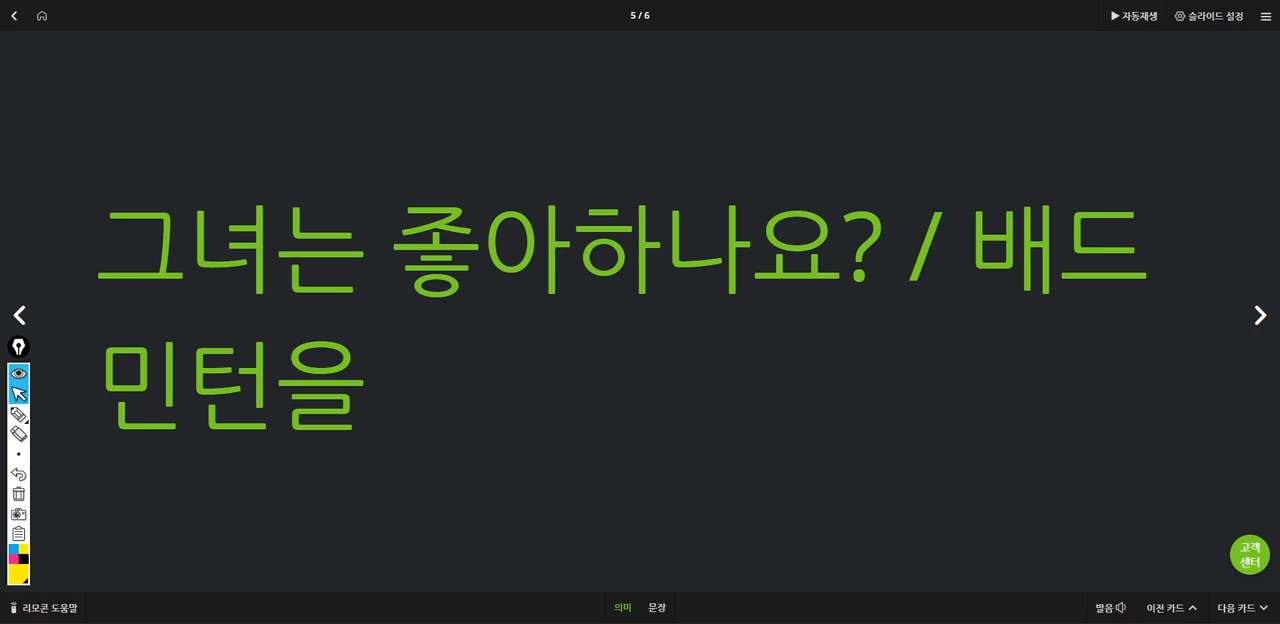 5 / 6
자동재생
슬라이드 설정
그녀는 좋아하나요? / 배드
민턴을
고객
센터
리모콘 도움말
의미
문장
발음
이전 카드
다음 카드